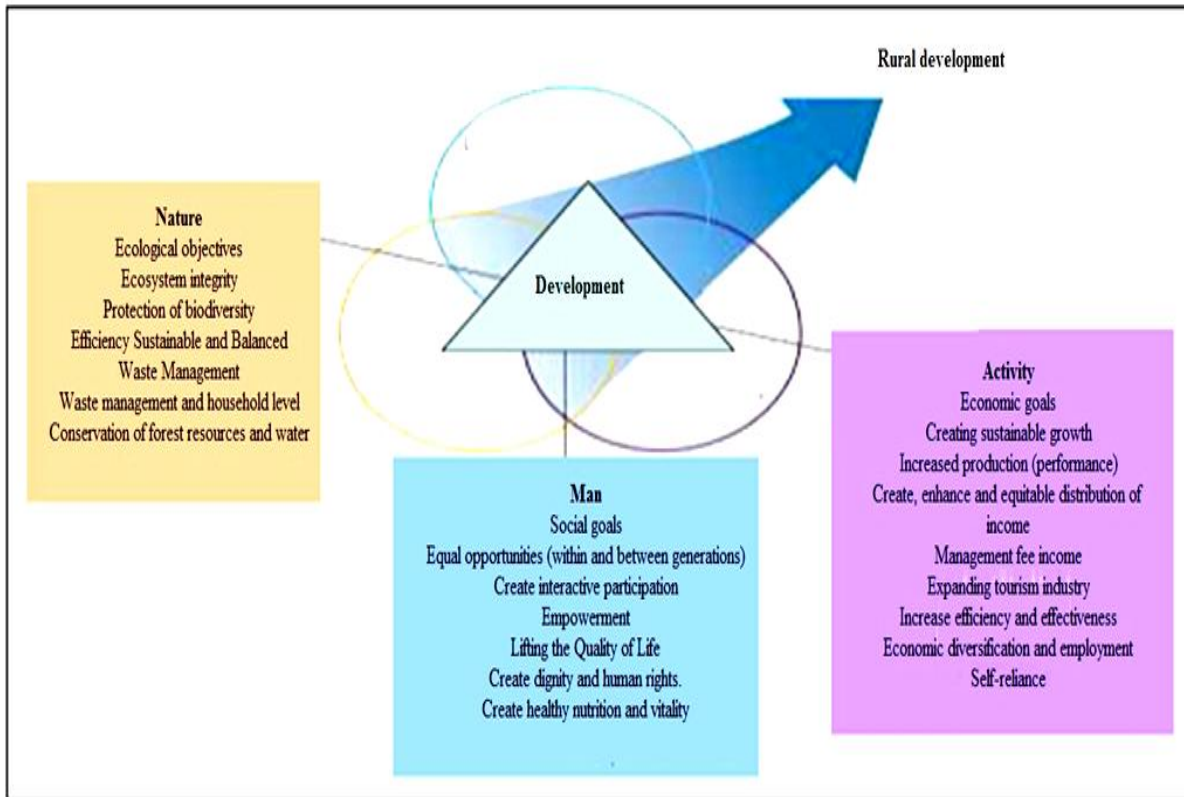 Rural development
Nature
Ecological objectives
Ecosystem integrity
Protection of biodiversity
Efficiency Sustainable and Balanced
Waste Management
Waste management and household level
Conservation of forest resources and water
Development
Man
Social goals
Equal opportunities (within and between generations)
Create interactive participation
Empowerment
Lifting the Quality of Life
Create dignity and human rights.
Create healthy nutrition and vitality
Activity
Economic goals
Creating sustainable growth
Increased production (performance)
Create, enhance and equitable distribution of
income
Management fee income
Expanding tourism industry
Increase efficiency and effectiveness
Economic diversification and employment
Self-reliance